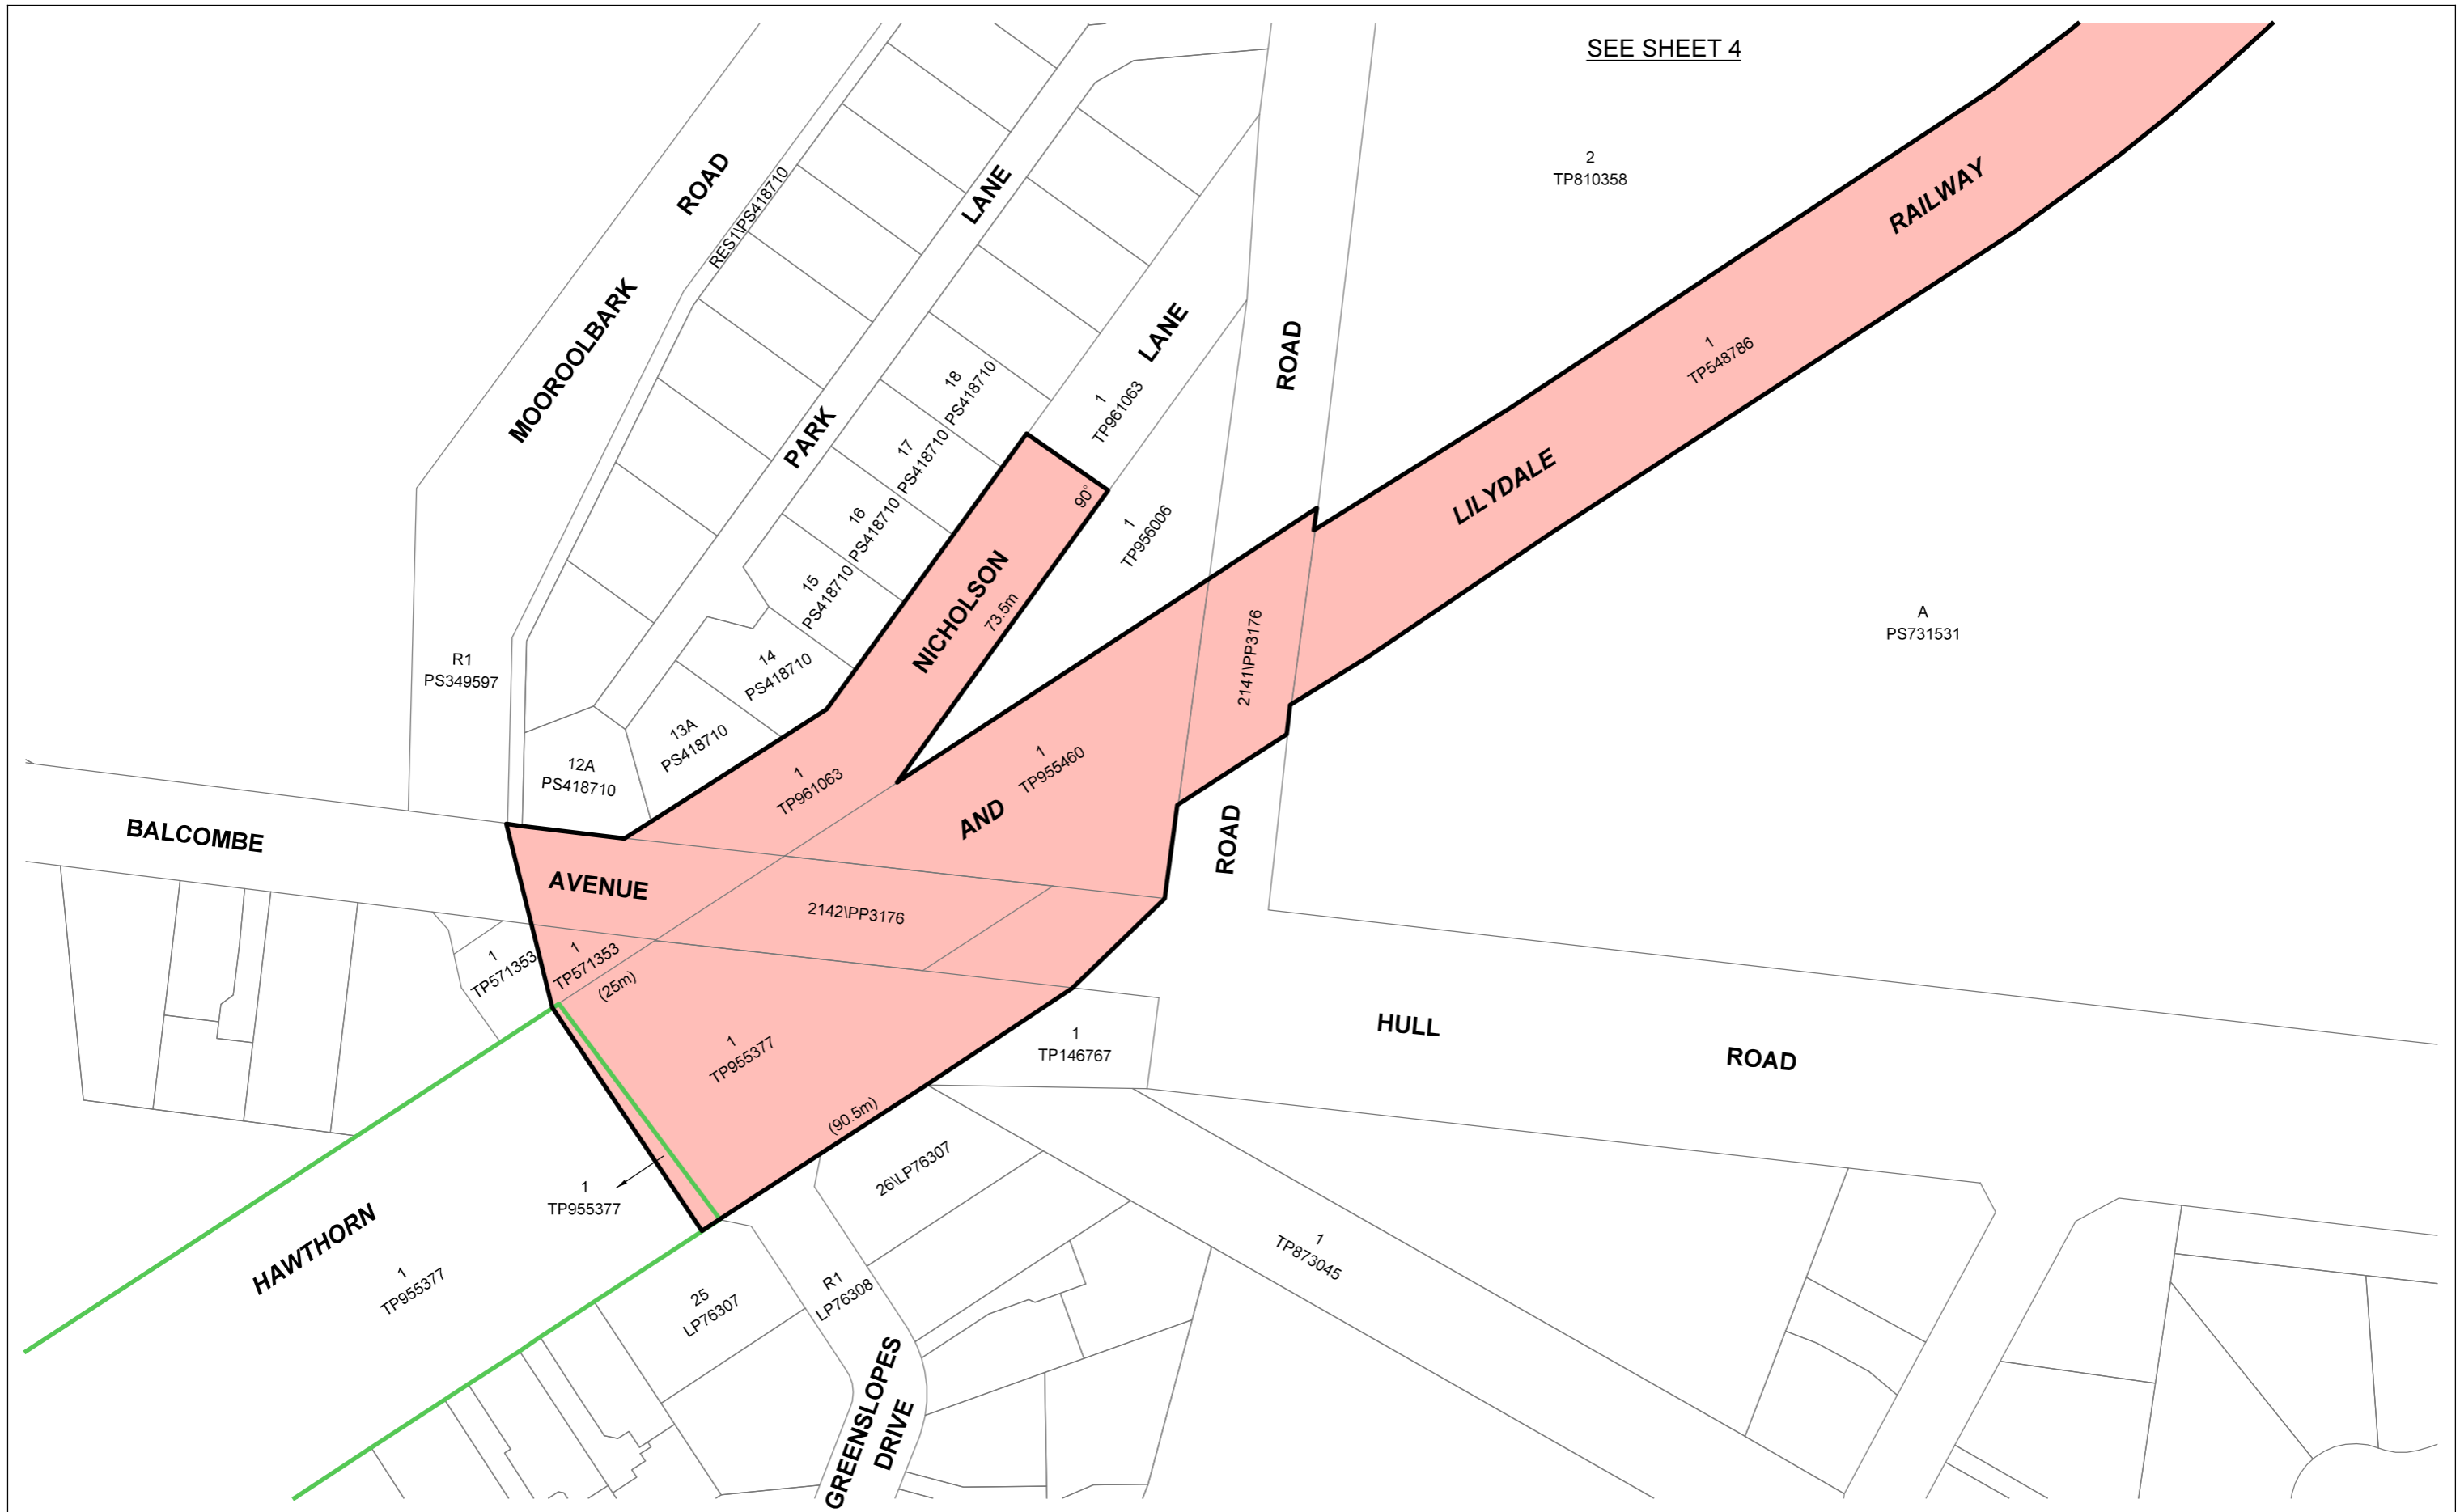 SEE SHEET 4
2
TP810358
ROAD
MOOROOLBARK
RES1\PS418710
LANE
PARK
RAILWAY
1
TP548786
LILYDALE
LANE
ROAD
1
TP961063
18
PS418710
17
PS418710
16
PS418710
15
PS418710
14
PS418710
13A
PS418710
12A
PS418710
90°
1
TP956006
NICHOLSON
73.5m
2141\PP3176
A
PS731531
R1
PS349597
1
TP961063
1
TP955460
AND
ROAD
BALCOMBE
AVENUE
2142\PP3176
1
TP571353
1
TP571353
(25m)
1
TP955377
1
TP146767
HULL
ROAD
(90.5m)
26\LP76307
1
TP955377
HAWTHORN
1
TP955377
25
LP76307
R1
LP76308
1
TP873045
GREENSLOPES
DRIVE